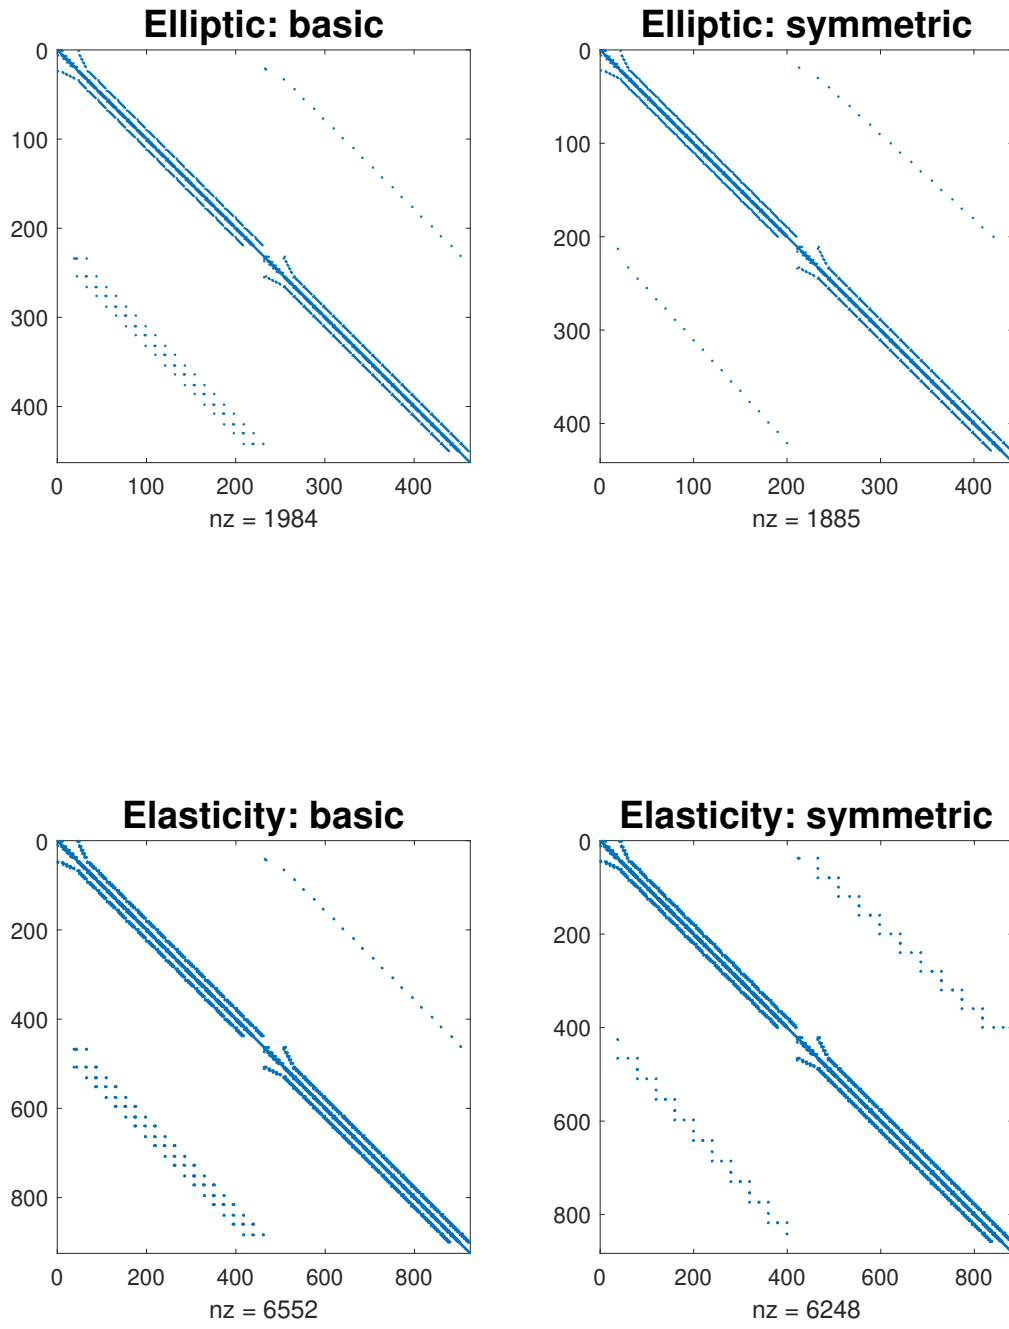 Elliptic: basic
0
100
200
300
400
0 100 200 300 400
nz = 1984
Elliptic: symmetric
0
100
200
300
400
0 100 200 300 400
nz = 1885
Elasticity: basic
0
200
400
600
800
0 200 400 600 800
nz = 6552
Elasticity: symmetric
0
200
400
600
800
0 200 400 600 800
nz = 6248